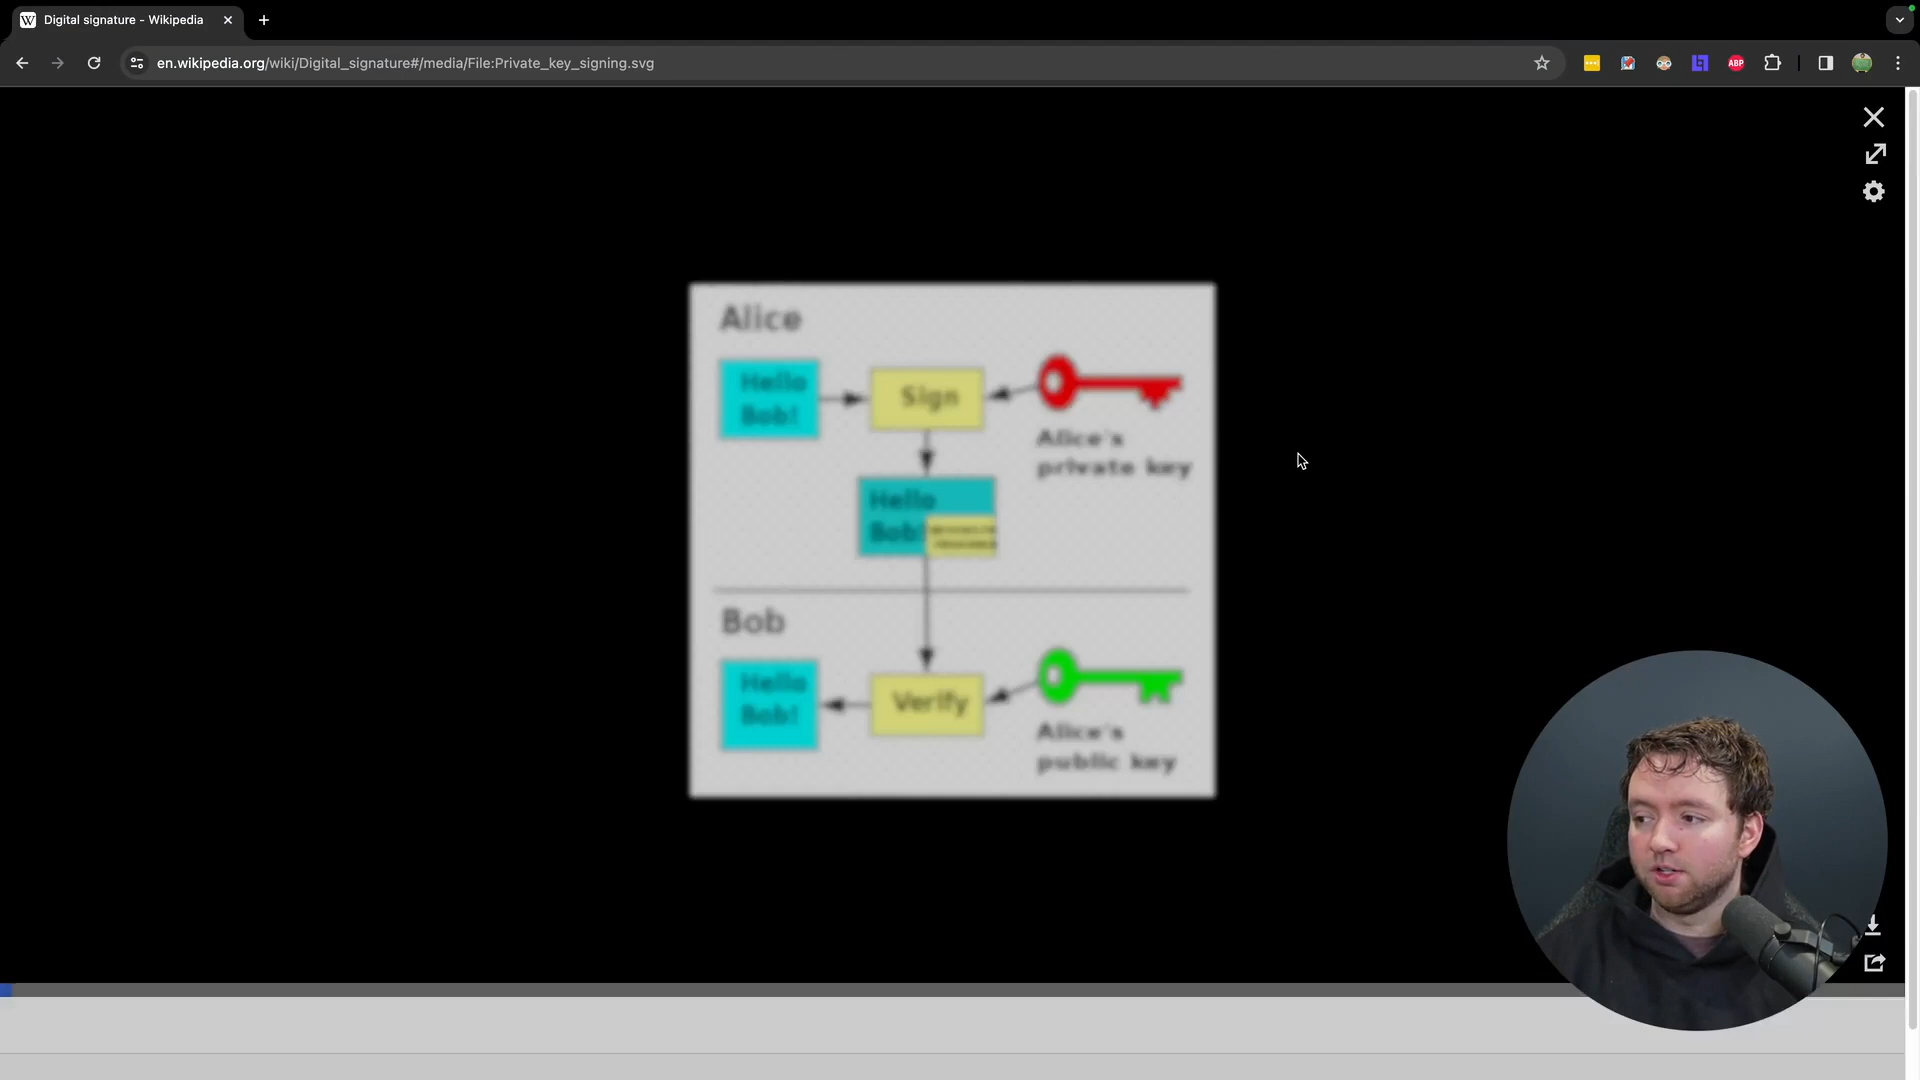 Digital signature - Wikipedia
en.wikipedia.org/wiki/Digital_signature#/media/File:Private_key_signing.svg
ABP
Alice
Hello
Bob!
Sign
Alice's
private key
Hello
Bob!
Bob
Hello
Bob!
Verify
Alice's
public key